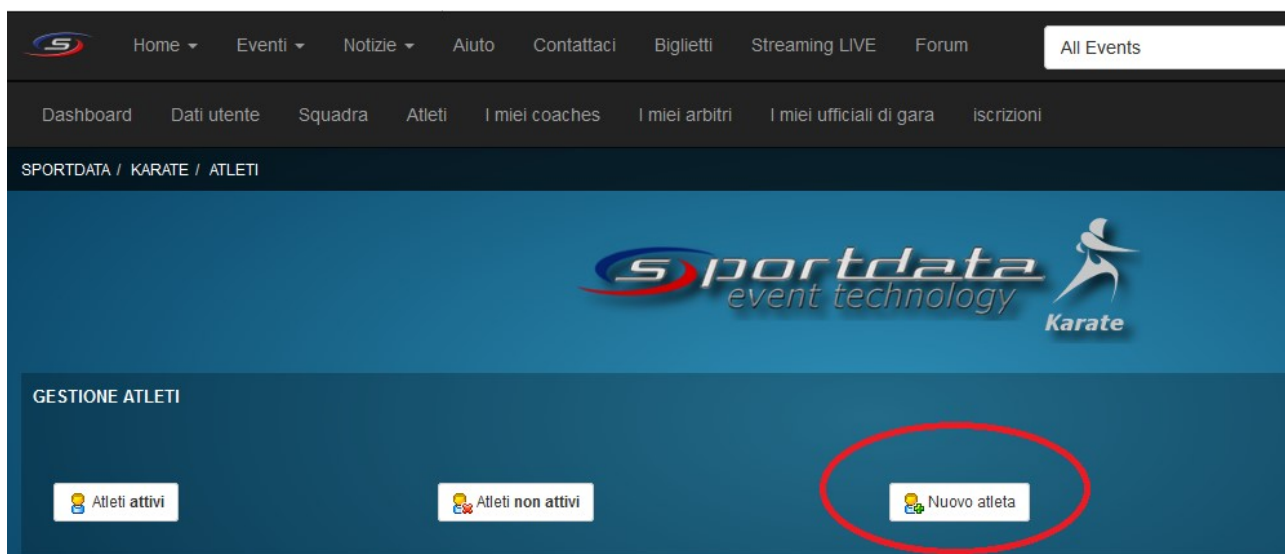 Home Eventi Notizie Aiuto Contattaci Biglietti Streaming LIVE Forum All Events
Dashboard Dati utente Squadra Atleti I miei coaches I miei arbitri I miei ufficiali di gara iscrizioni
SPORTDATA / KARATE / ATLETI
sportdata
event technology
Karate
GESTIONE ATLETI
Atleti attivi Atleti non attivi Nuovo atleta